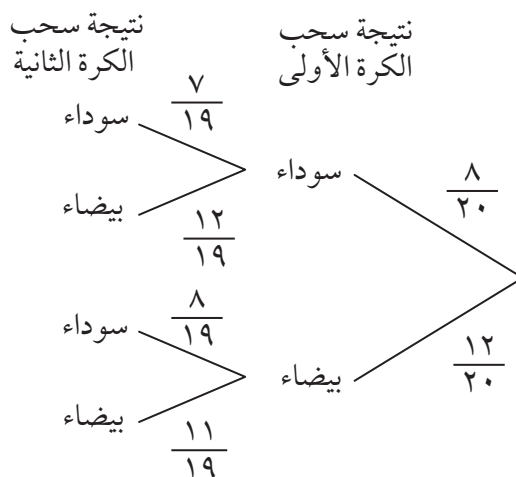 نتيجة سحب
الكرة الأولى
نتيجة سحب
الكرة الثانية
٨
٢٠
سوداء
٧
١٩
سوداء
١٢
١٩
بيضاء
١٢
٢٠
بيضاء
٨
١٩
سوداء
١١
١٩
بيضاء